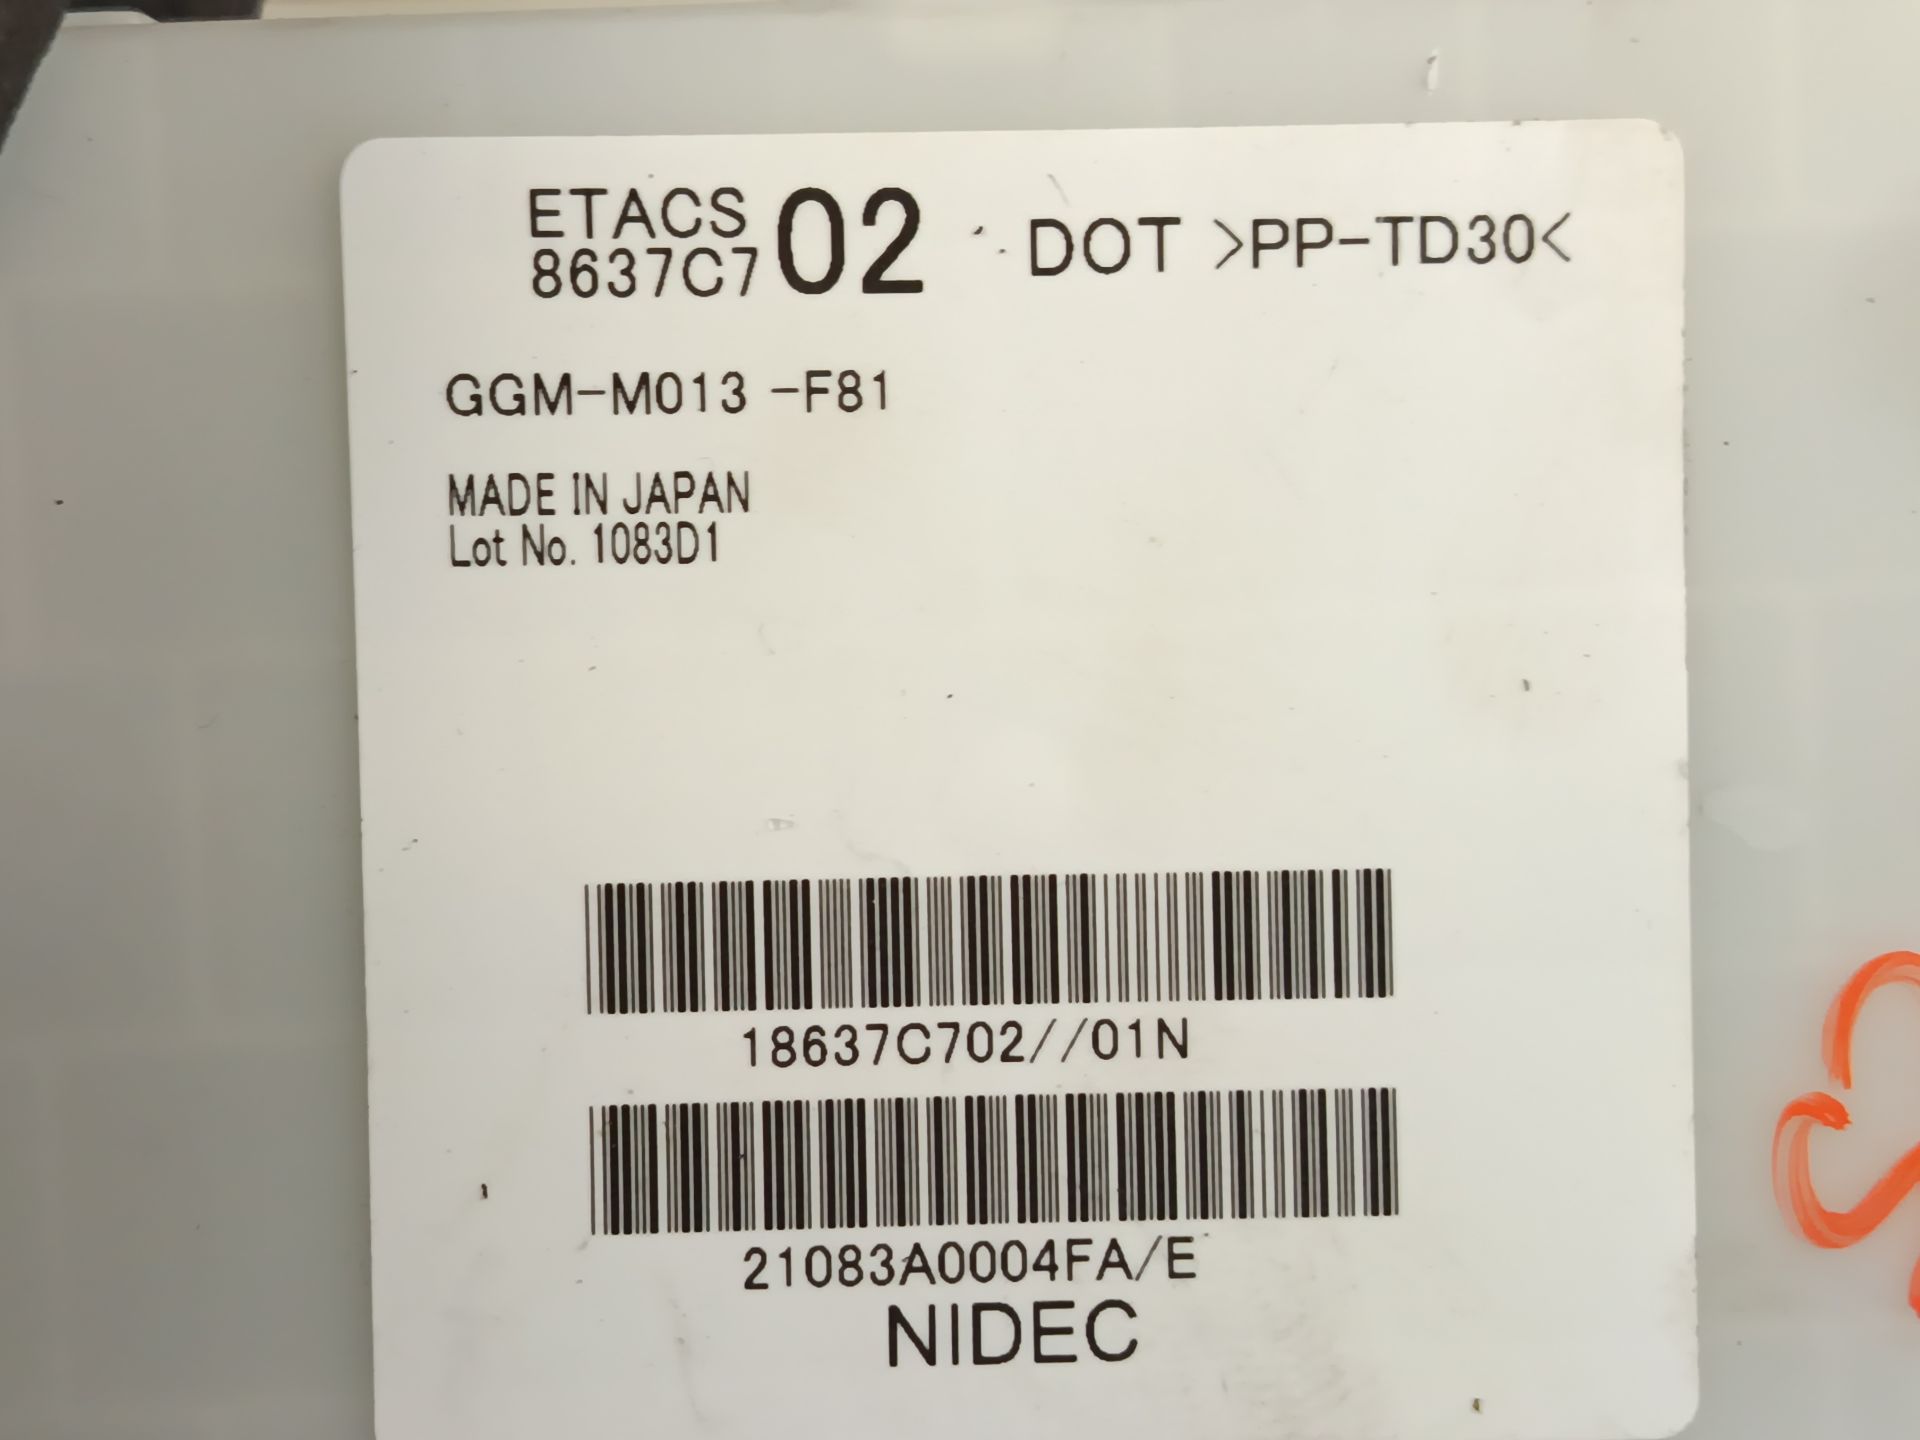 ETACS
8637C7 02
DOT >PP-TD30<
GGM-M013 -F81
MADE IN JAPAN
Lot No. 1083D1
18637C702//01N
21083A0004FA/E
NIDEC